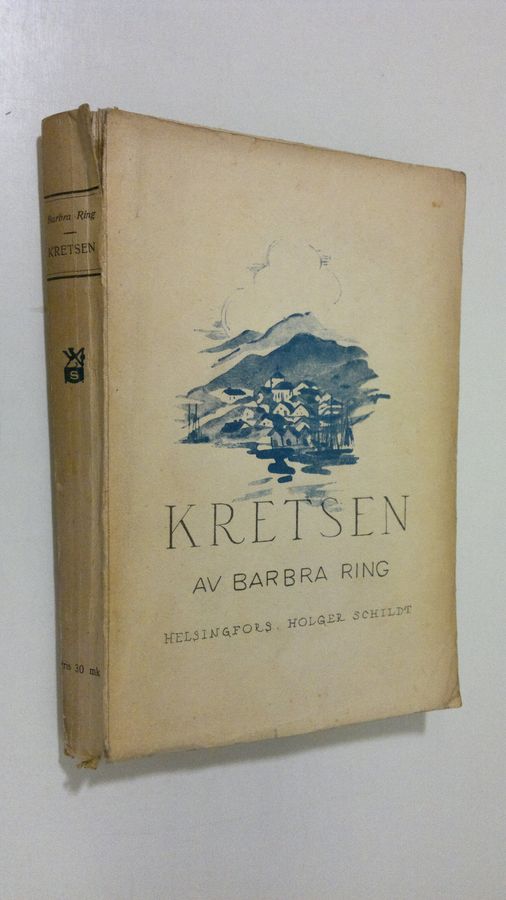 Barbra Ring
KRETSEN
S
30 mk
KRETSEN
AV BARBRA RING
HELSINGFORS. HOLGER SCHILDT